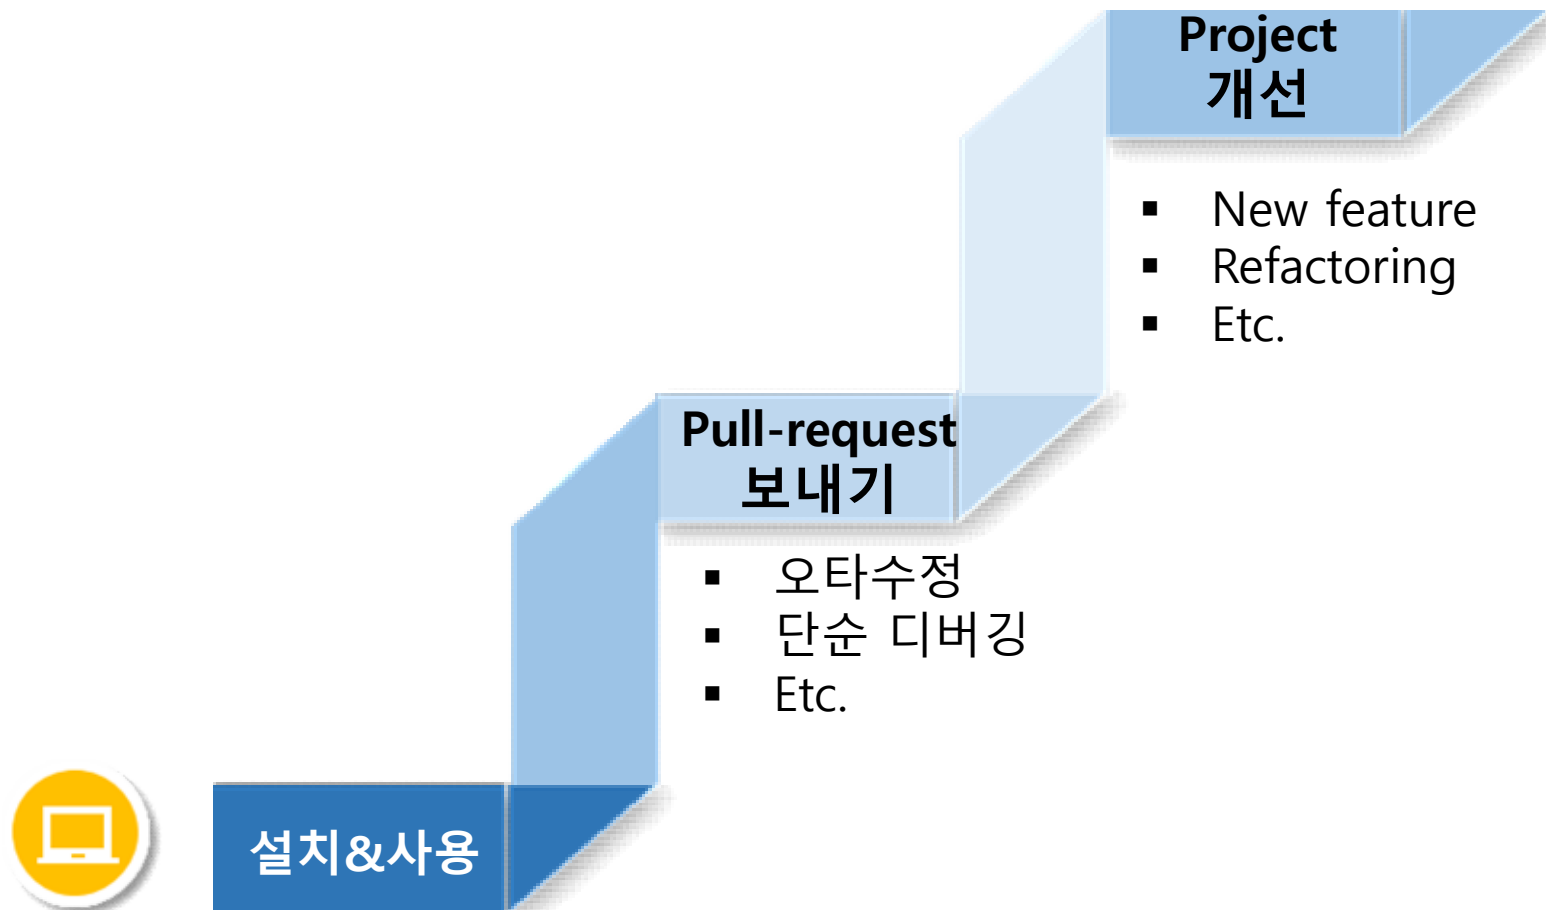 Project
개선
▪ New feature
▪ Refactoring
▪ Etc.
Pull-request
보내기
▪ 오타수정
▪ 단순 디버깅
▪ Etc.
설치&사용